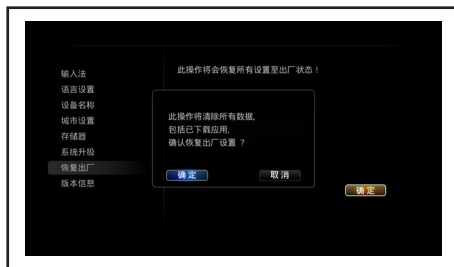 此操作将会恢复所有设置至出厂状态！
输入法
语言设置
设备名称
城市设置
存储器
系统升级
恢复出厂
版本信息
此操作将清除所有数据,
包括已下载应用,
确认恢复出厂设置 ？
确 定
取 消
确 定